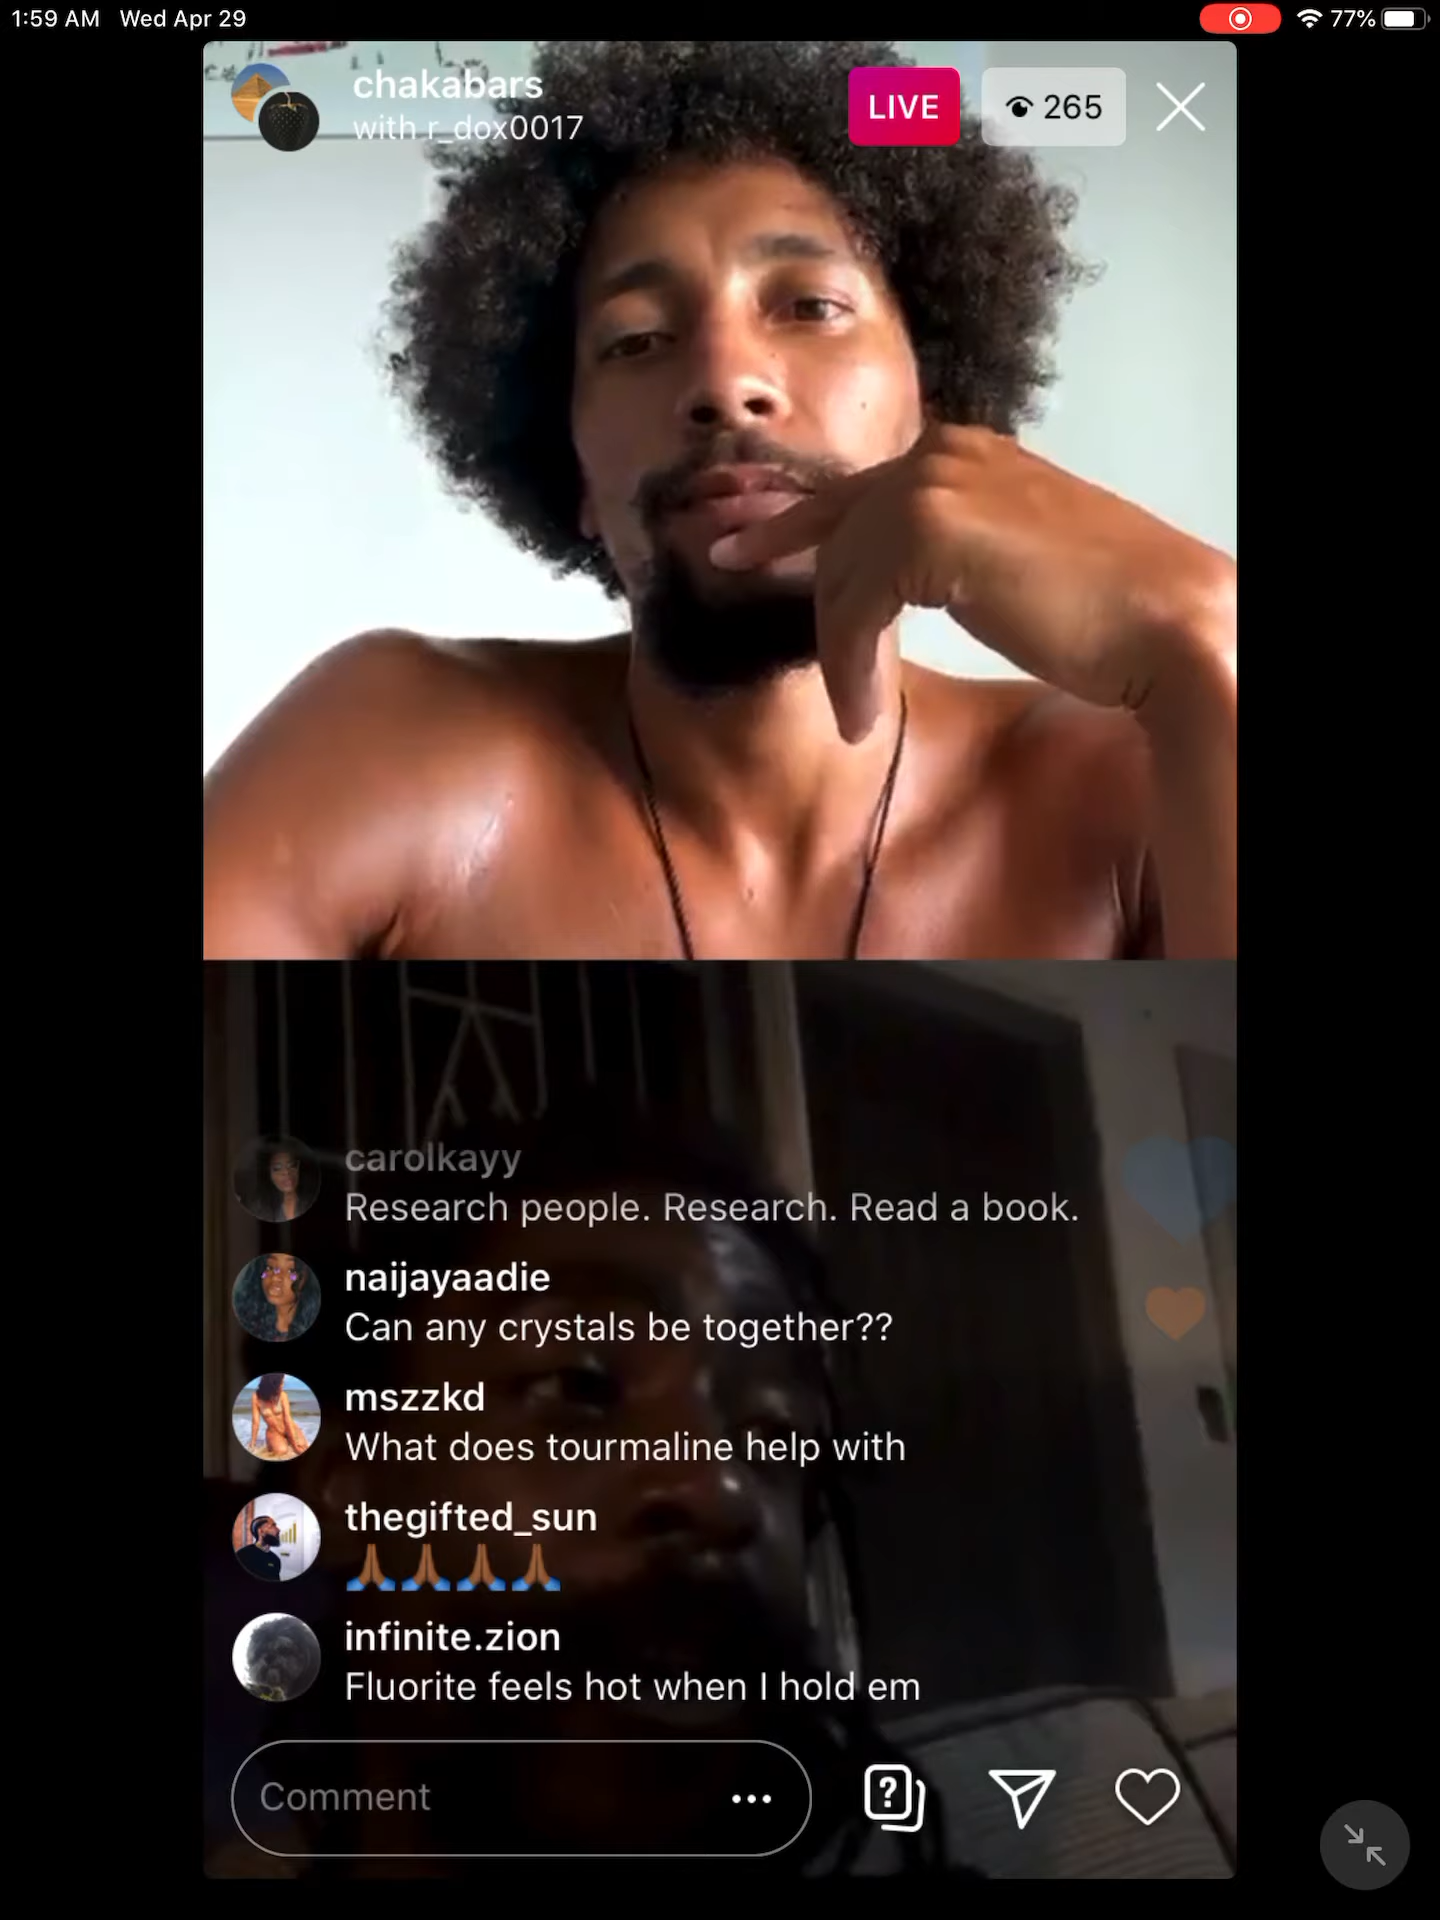 1:59 AM Wed Apr 29
77%
chakabars
with r_dox0017
LIVE
265
carolkayy
Research people. Research. Read a book.
naijayaadie
Can any crystals be together??
mszzkd
What does tourmaline help with
thegifted_sun
🙏🏾🙏🏾🙏🏾🙏🏾
infinite.zion
Fluorite feels hot when I hold em
Comment